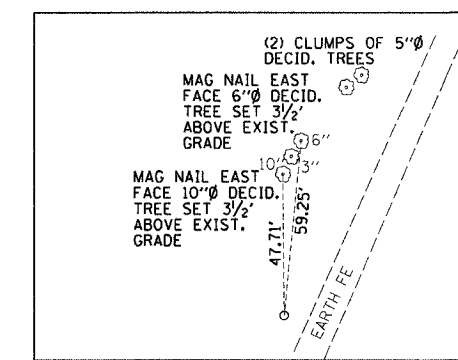 (2) CLUMPS OF 5"Ø
DECID. TREES
MAG NAIL EAST
FACE 6"Ø DECID.
TREE SET 3½'
ABOVE EXIST.
GRADE
6"
10"
3"
MAG NAIL EAST
FACE 10"Ø DECID.
TREE SET 3½'
ABOVE EXIST.
GRADE
47.71'
59.25'
EARTH FE